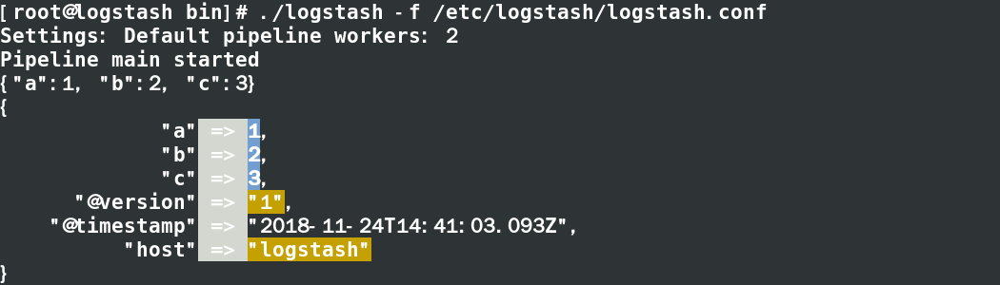 [root@logstash bin]# ./logstash -f /etc/logstash/logstash.conf
Settings: Default pipeline workers: 2
Pipeline main started
{"a":1, "b":2, "c":3}
{
"a" => 1,
"b" => 2,
"c" => 3,
"@version" => "1",
"@timestamp" => "2018-11-24T14:41:03.093Z",
"host" => "logstash"
}